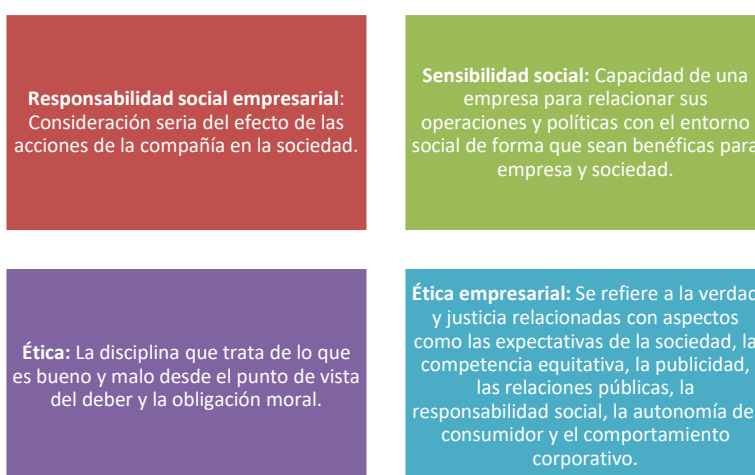 Responsabilidad social empresarial:
Consideración seria del efecto de las
acciones de la compañía en la sociedad.
Sensibilidad social: Capacidad de una
empresa para relacionar sus
operaciones y políticas con el entorno
social de forma que sean benéficas para
empresa y sociedad.
Ética: La disciplina que trata de lo que
es bueno y malo desde el punto de vista
del deber y la obligación moral.
Ética empresarial: Se refiere a la verdad
y justicia relacionadas con aspectos
como las expectativas de la sociedad, la
competencia equitativa, la publicidad,
las relaciones públicas, la
responsabilidad social, la autonomía de
consumidor y el comportamiento
corporativo.